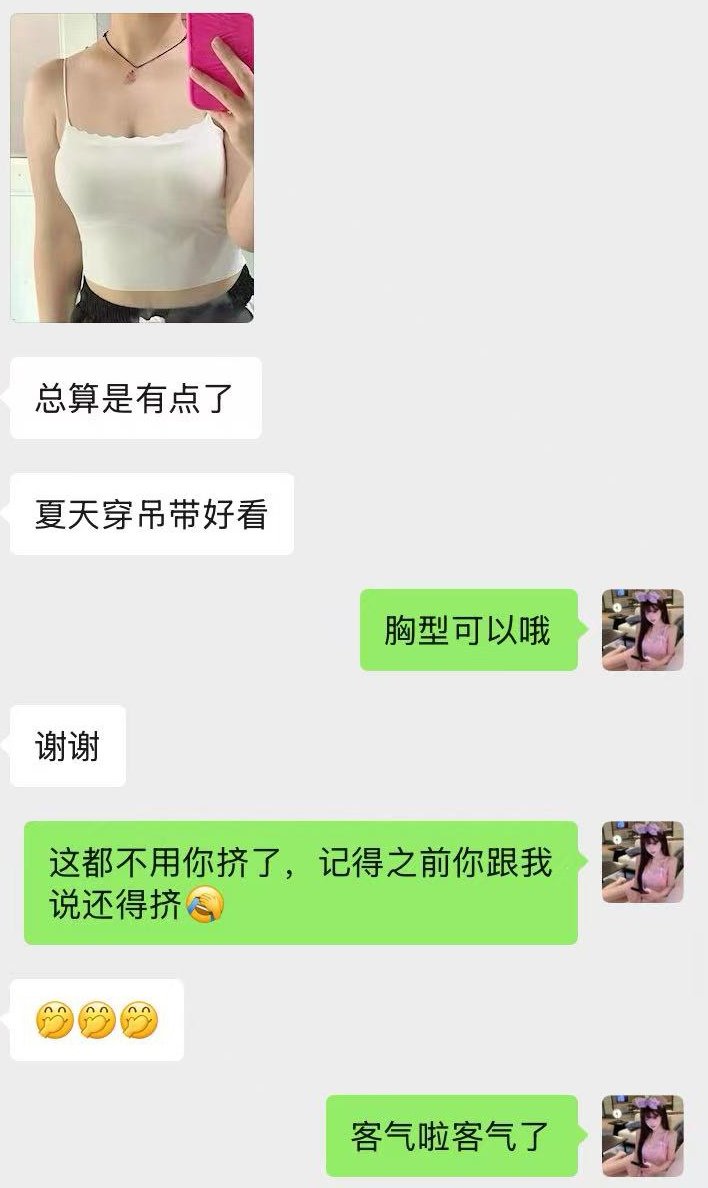 总算是有点了
夏天穿吊带好看
胸型可以哦
谢谢
这都不用你挤了，记得之前你跟我
说还得挤🤣
🤭🤭🤭
客气啦客气了